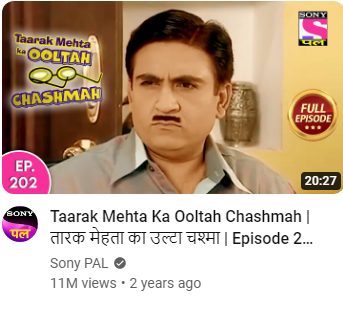 Taarak Mehta
ka OOLTAH
CHASHMAH
SONY
पल
FULL
EPISODE
EP.
202
20:27
SONY
पल
Taarak Mehta Ka Ooltah Chashmah |
तारक मेहता का उल्टा चश्मा | Episode 2...
Sony PAL
11M views • 2 years ago